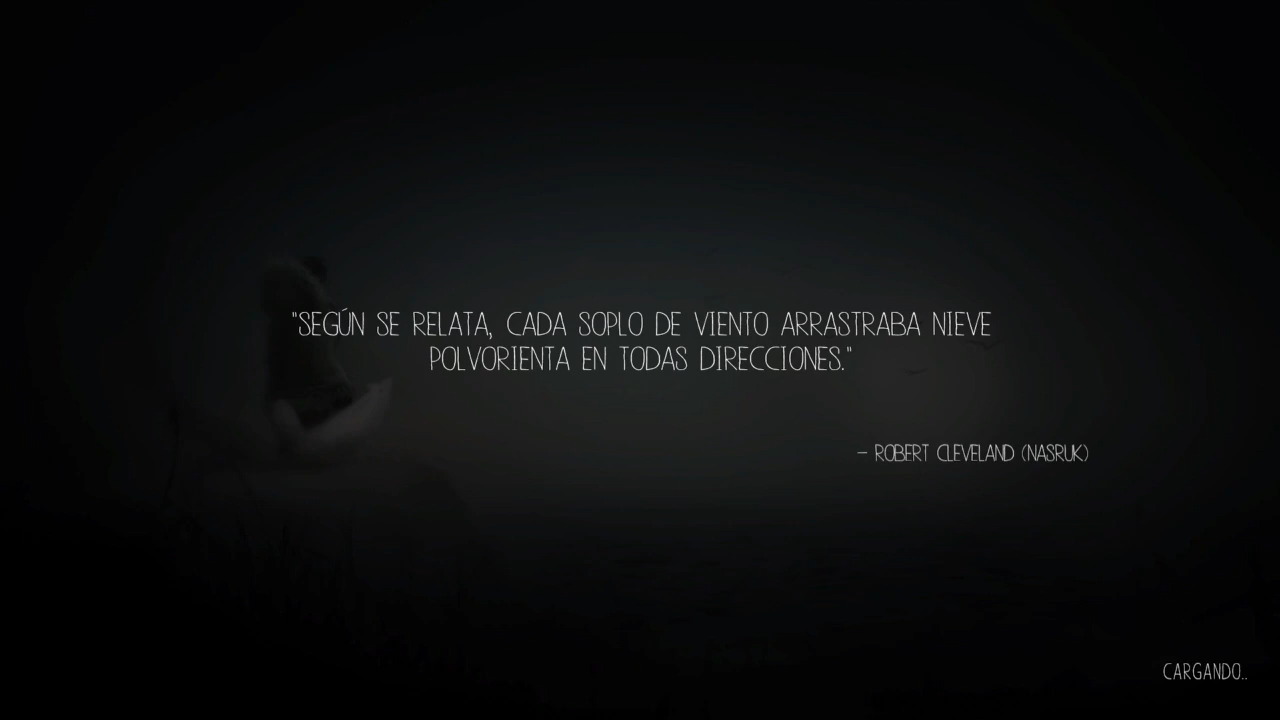 "SEGÚN SE RELATA, CADA SOPLO DE VIENTO ARRASTRABA NIEVE
POLVORIENTA EN TODAS DIRECCIONES."
– ROBERT CLEVELAND (NASRUK)
CARGANDO..